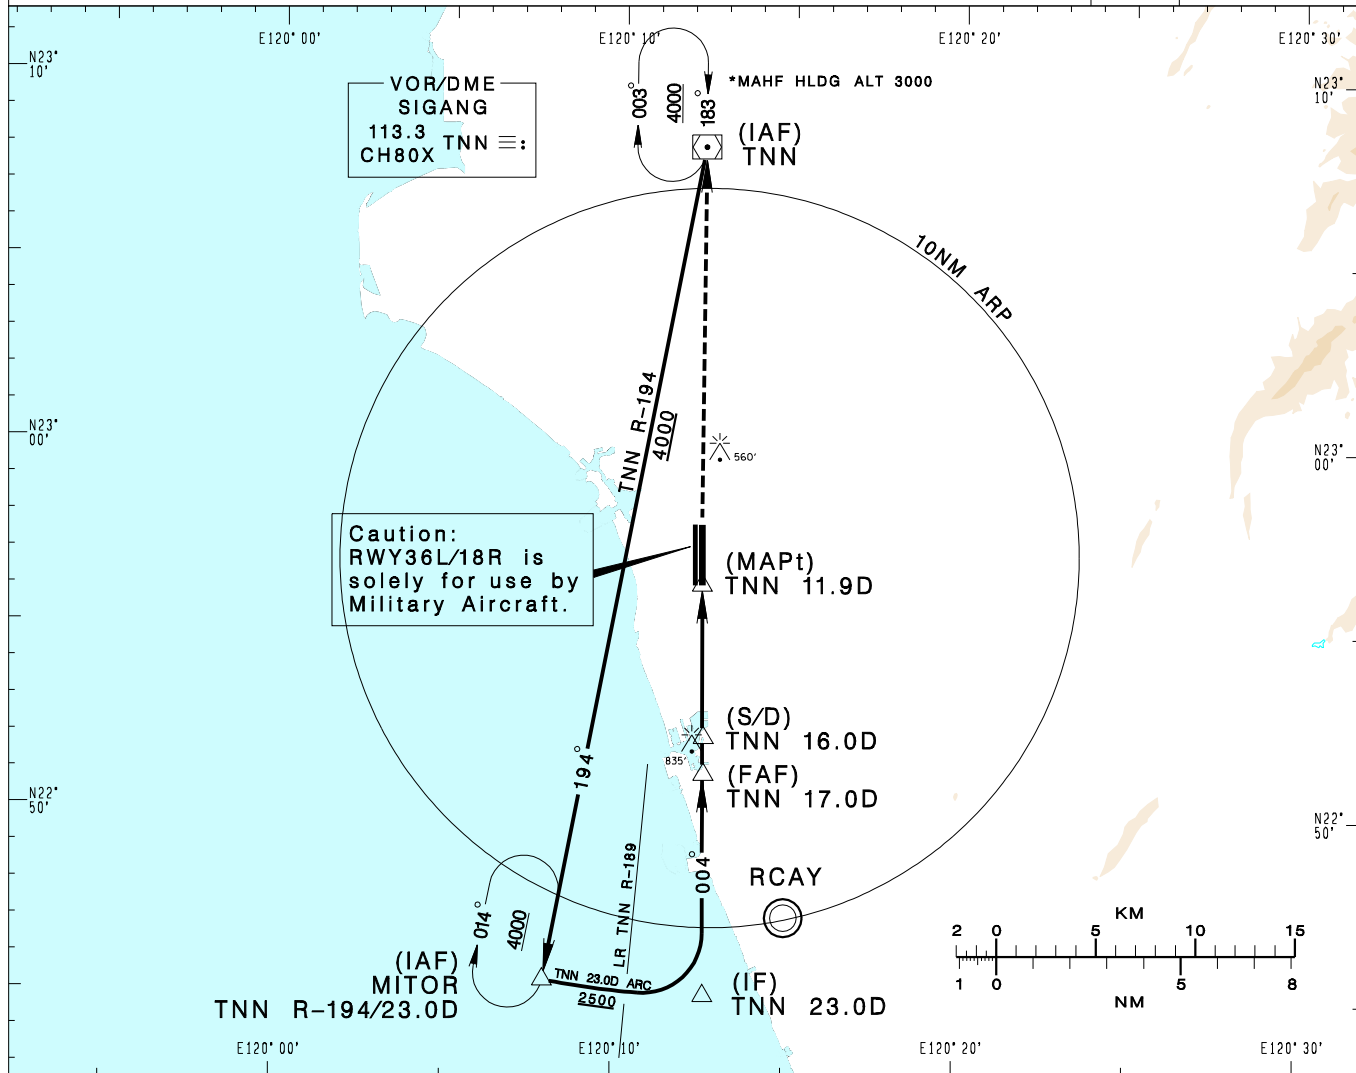 E120° 00'
E120° 10'
E120° 20'
E120° 30'
N23°
10'
N23°
10'
VOR/DME
SIGANG
113.3
CH80X
TNN
003°
4000
183°
*MAHF HLDG ALT 3000
(IAF)
TNN
10NM ARP
TNN R-194
4000
N23°
00'
N23°
00'
560'
Caution:
RWY36L/18R is
solely for use by
Military Aircraft.
(MAPt)
TNN 11.9D
(S/D)
TNN 16.0D
835'
(FAF)
TNN 17.0D
194°
N22°
50'
N22°
50'
LR TNN R-189
004°
RCAY
014°
4000
(IAF)
MITOR
TNN R-194/23.0D
TNN 23.0D ARC
2500
(IF)
TNN 23.0D
KM
2 0 5 10 15
1 0 5 8
NM
E120° 00'
E120° 10'
E120° 20'
E120° 30'